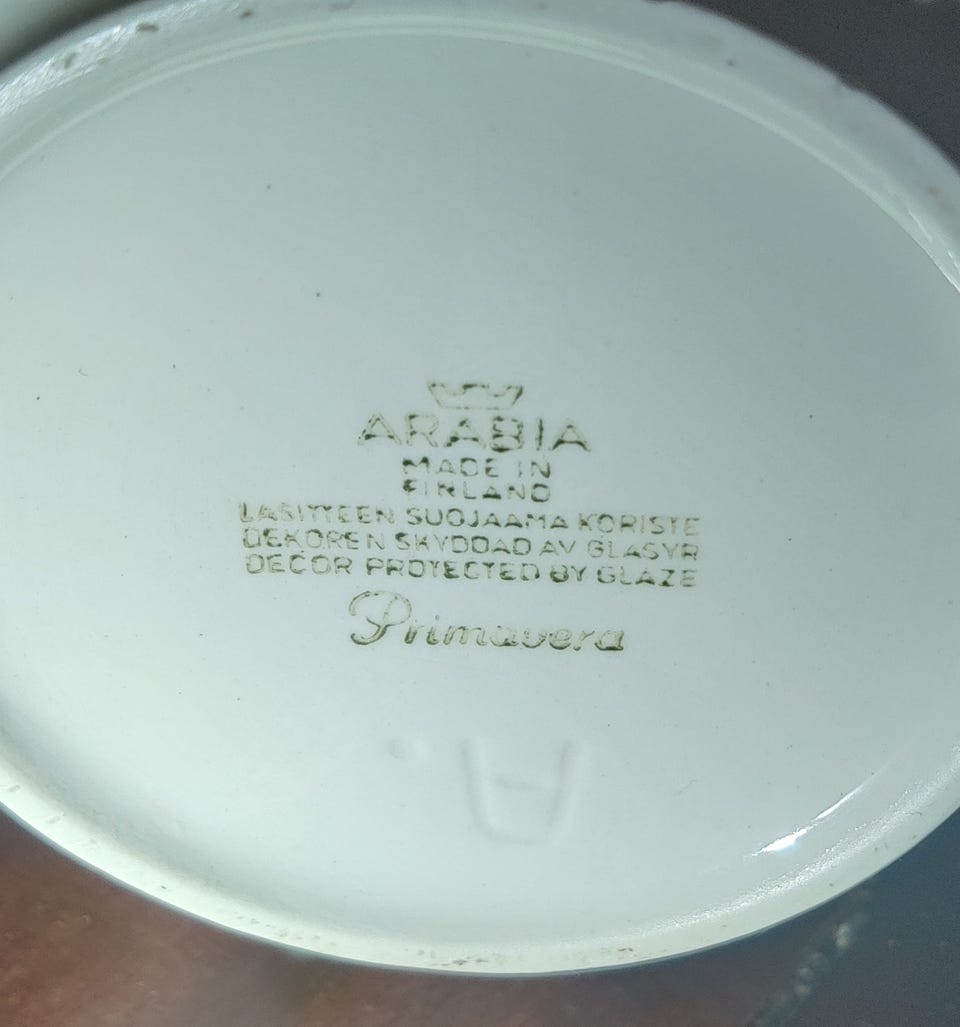 ARABIA
MADE IN
FINLAND
LASITTEEN SUOJAAMA KORISTE
DEKOREN SKYDDAD AV GLASYR
DECOR PROTECTED BY GLAZE
Primavera
A.